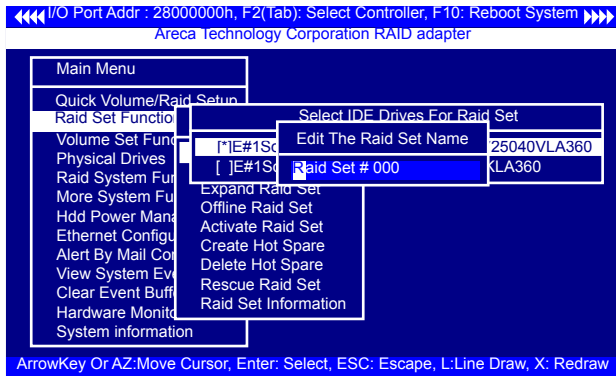 I/O Port Addr : 28000000h, F2(Tab): Select Controller, F10: Reboot System
Areca Technology Corporation RAID adapter
Main Menu
Quick Volume/Raid Setup
Raid Set Functio
Select IDE Drives For Raid Set
Volume Set Func
Edit The Raid Set Name
[*]E#1So
25040VLA360
Physical Drives
[ ]E#1So
Raid Set # 000
KLA360
Raid System Fun
Expand Raid Set
More System Fu
Offline Raid Set
Hdd Power Mana
Activate Raid Set
Ethernet Configu
Create Hot Spare
Alert By Mail Con
Delete Hot Spare
View System Eve
Rescue Raid Set
Clear Event Buff
Raid Set Information
Hardware Monito
System information
ArrowKey Or AZ:Move Cursor, Enter: Select, ESC: Escape, L:Line Draw, X: Redraw